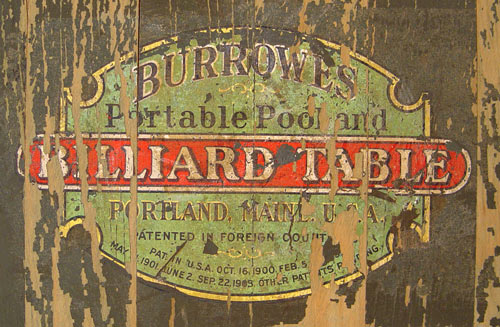 BURROWES
Portable Pool and
BILLIARD TABLE
PORTLAND, MAINE. U.S.A.
PATENTED IN FOREIGN COUNT
PAT. IN U.S.A. OCT. 16, 1900, FEB 5
1901 JUNE 2. SEP. 22, 1903. OTHER PATENTS PENDING.